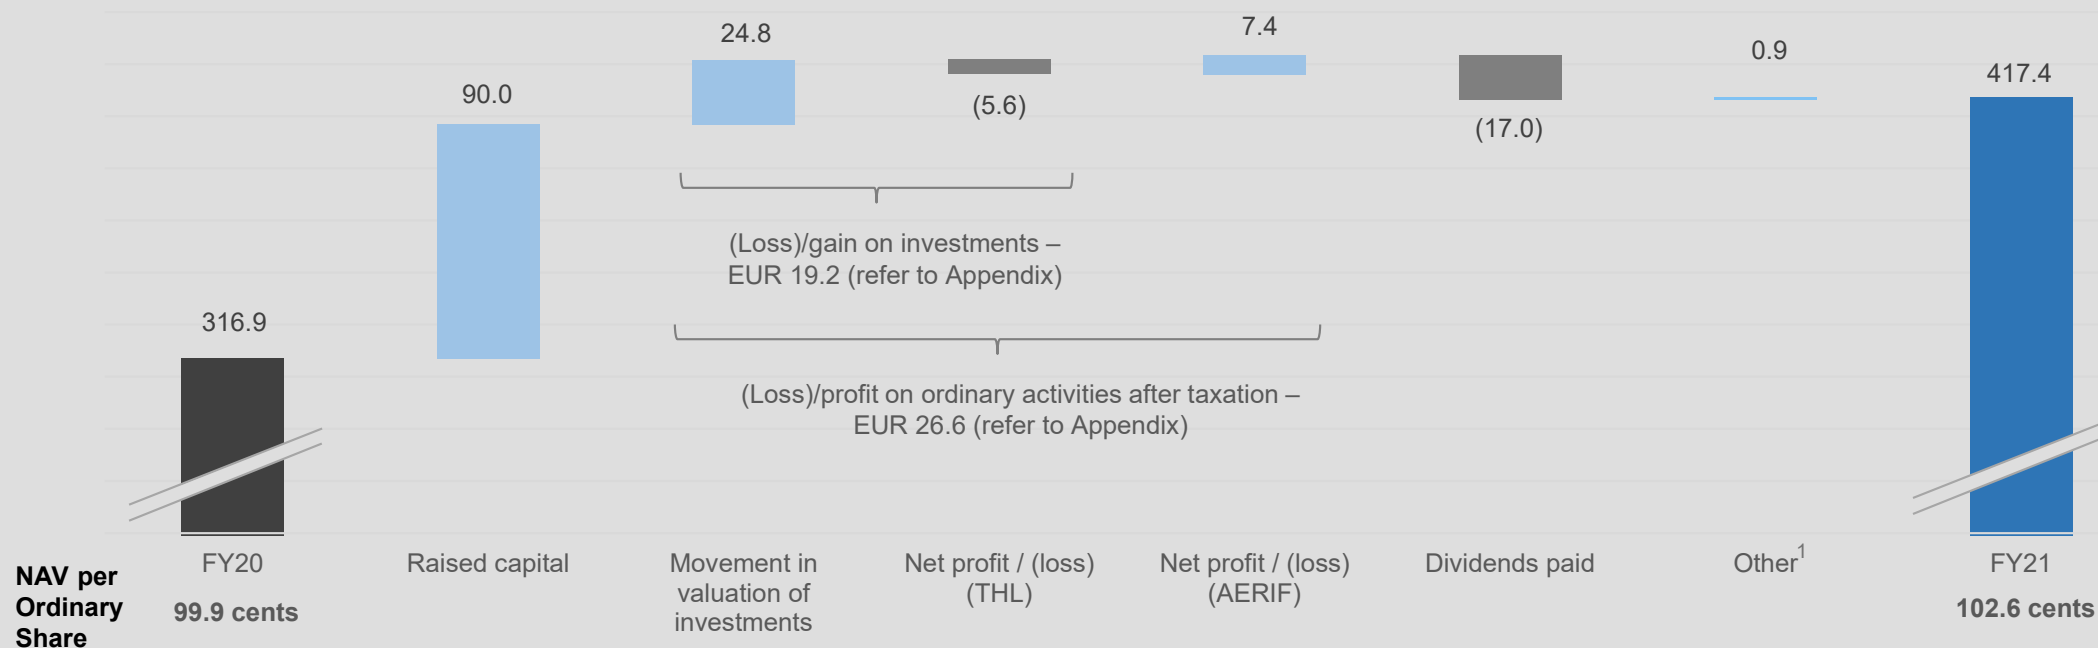 24.8
7.4
0.9
417.4
90.0
(5.6)
(17.0)
(Loss)/gain on investments –
EUR 19.2 (refer to Appendix)
316.9
(Loss)/profit on ordinary activities after taxation –
EUR 26.6 (refer to Appendix)
FY20
Raised capital
Movement in
valuation of
investments
Net profit / (loss)
(THL)
Net profit / (loss)
(AERIF)
Dividends paid
Other1
FY21
NAV per
Ordinary
Share
99.9 cents
102.6 cents